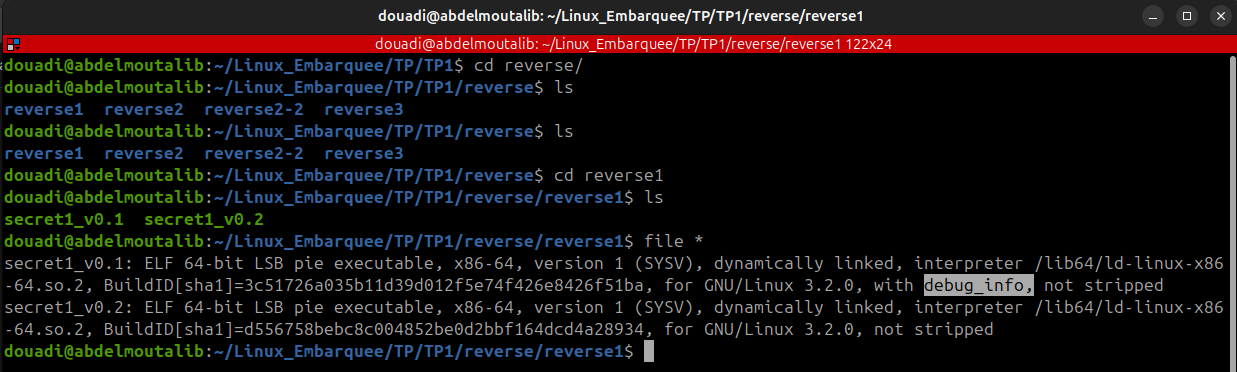 douadi@abdelmoutalib: ~/Linux_Embarquee/TP/TP1/reverse/reverse1
douadi@abdelmoutalib: ~/Linux_Embarquee/TP/TP1/reverse/reverse1 122x24
douadi@abdelmoutalib:~/Linux_Embarquee/TP/TP1$ cd reverse/
douadi@abdelmoutalib:~/Linux_Embarquee/TP/TP1/reverse$ ls
reverse1  reverse2  reverse2-2  reverse3
douadi@abdelmoutalib:~/Linux_Embarquee/TP/TP1/reverse$ ls
reverse1  reverse2  reverse2-2  reverse3
douadi@abdelmoutalib:~/Linux_Embarquee/TP/TP1/reverse$ cd reverse1
douadi@abdelmoutalib:~/Linux_Embarquee/TP/TP1/reverse/reverse1$ ls
secret1_v0.1  secret1_v0.2
douadi@abdelmoutalib:~/Linux_Embarquee/TP/TP1/reverse/reverse1$ file *
secret1_v0.1: ELF 64-bit LSB pie executable, x86-64, version 1 (SYSV), dynamically linked, interpreter /lib64/ld-linux-x86
-64.so.2, BuildID[sha1]=3c51726a035b11d39d012f5e74f426e8426f51ba, for GNU/Linux 3.2.0, with debug_info, not stripped
secret1_v0.2: ELF 64-bit LSB pie executable, x86-64, version 1 (SYSV), dynamically linked, interpreter /lib64/ld-linux-x86
-64.so.2, BuildID[sha1]=d556758bebc8c004852be0d2bbf164dcd4a28934, for GNU/Linux 3.2.0, not stripped
douadi@abdelmoutalib:~/Linux_Embarquee/TP/TP1/reverse/reverse1$